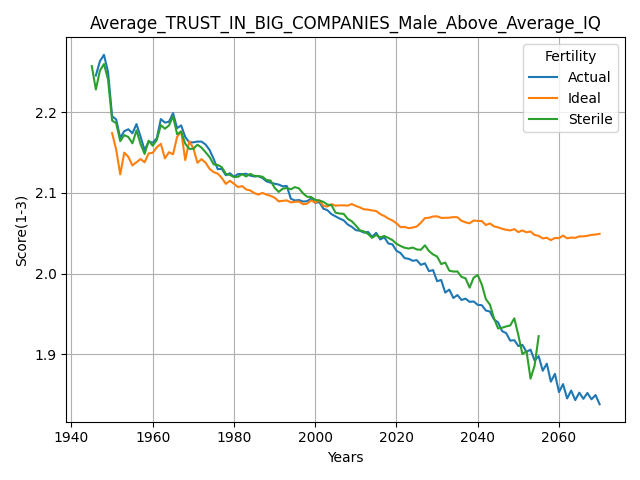 Average_TRUST_IN_BIG_COMPANIES_Male_Above_Average_IQ
Fertility
Actual
Ideal
Sterile
Score(1-3)
2.2
2.1
2.0
1.9
1940
1960
1980
2000
2020
2040
2060
Years